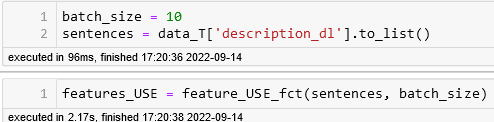 1 batch_size = 10
2 sentences = data_T['description_dl'].to_list()
executed in 96ms, finished 17:20:36 2022-09-14
1 features_USE = feature_USE_fct(sentences, batch_size)
executed in 2.17s, finished 17:20:38 2022-09-14